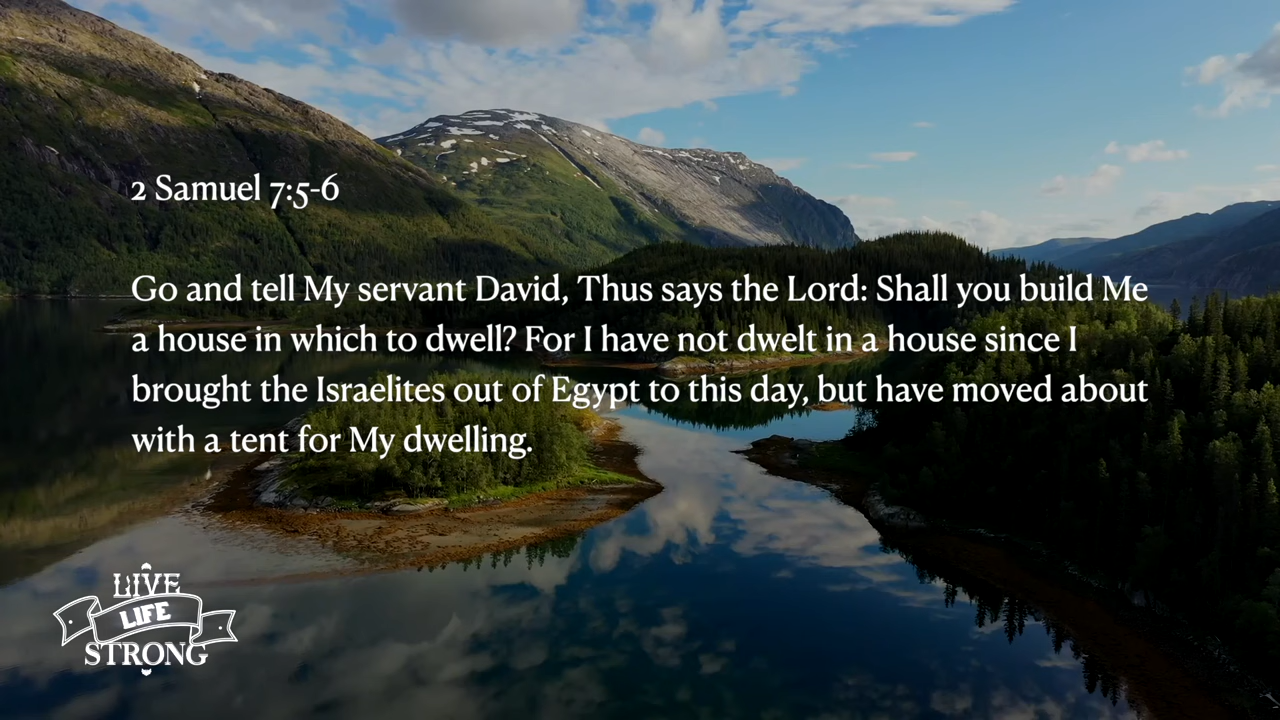 2 Samuel 7:5-6
Go and tell My servant David, Thus says the Lord: Shall you build Me
a house in which to dwell? For I have not dwelt in a house since I
brought the Israelites out of Egypt to this day, but have moved about
with a tent for My dwelling.
LIVE
LIFE
STRONG